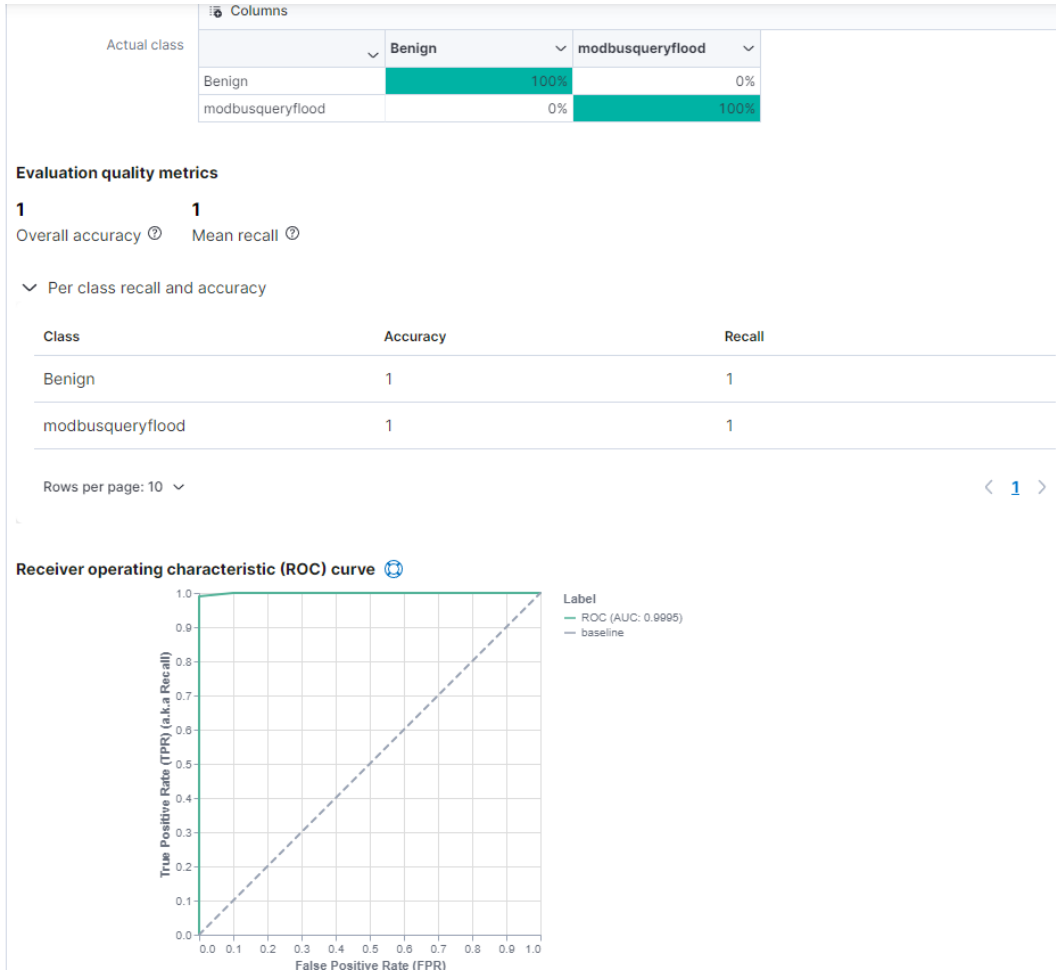 Columns
Actual class
Benign modbusqueryflood
Benign 100% 0%
modbusqueryflood 0% 100%
Evaluation quality metrics
1 1
Overall accuracy Mean recall
Per class recall and accuracy
Class Accuracy Recall
Benign 1 1
modbusqueryflood 1 1
Rows per page: 10 1
Receiver operating characteristic (ROC) curve
Label
ROC (AUC: 0.9995)
baseline
True Positive Rate (TPR) (a.k.a Recall)
1.0
0.9
0.8
0.7
0.6
0.5
0.4
0.3
0.2
0.1
0.0
0.0 0.1 0.2 0.3 0.4 0.5 0.6 0.7 0.8 0.9 1.0
False Positive Rate (FPR)